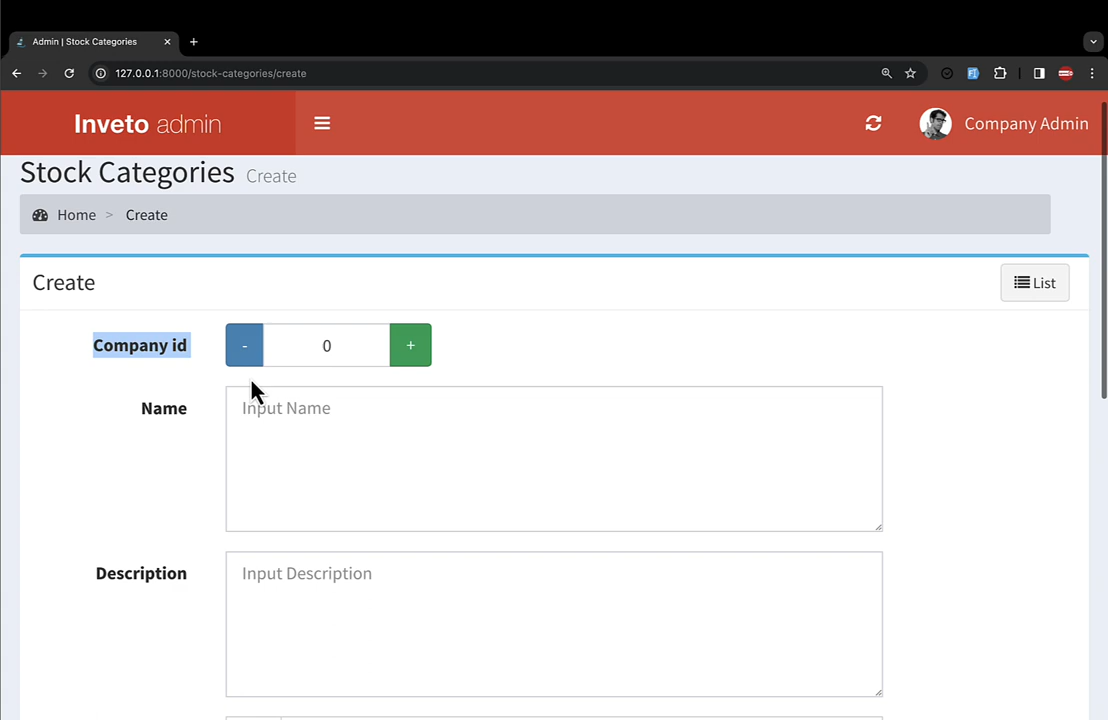 Admin | Stock Categories
127.0.0.1:8000/stock-categories/create
Inveto admin
Company Admin
Stock Categories Create
Home > Create
Create
List
Company id - 0 +
Name Input Name
Description Input Description